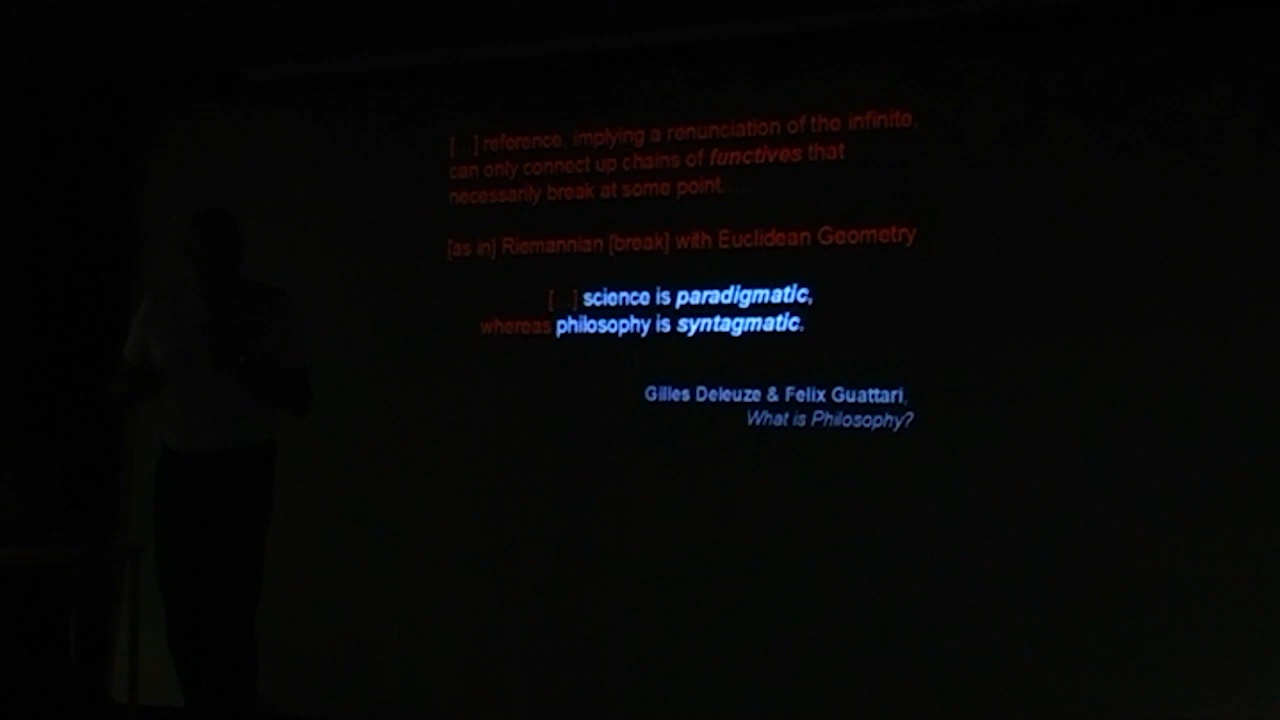 [...] reference, implying a renunciation of the infinite,
can only connect up chains of functives that
necessarily break at some point.....
[as in] Riemannian [break] with Euclidean Geometry
[...] science is paradigmatic,
whereas philosophy is syntagmatic.
Gilles Deleuze & Felix Guattari,
What is Philosophy?